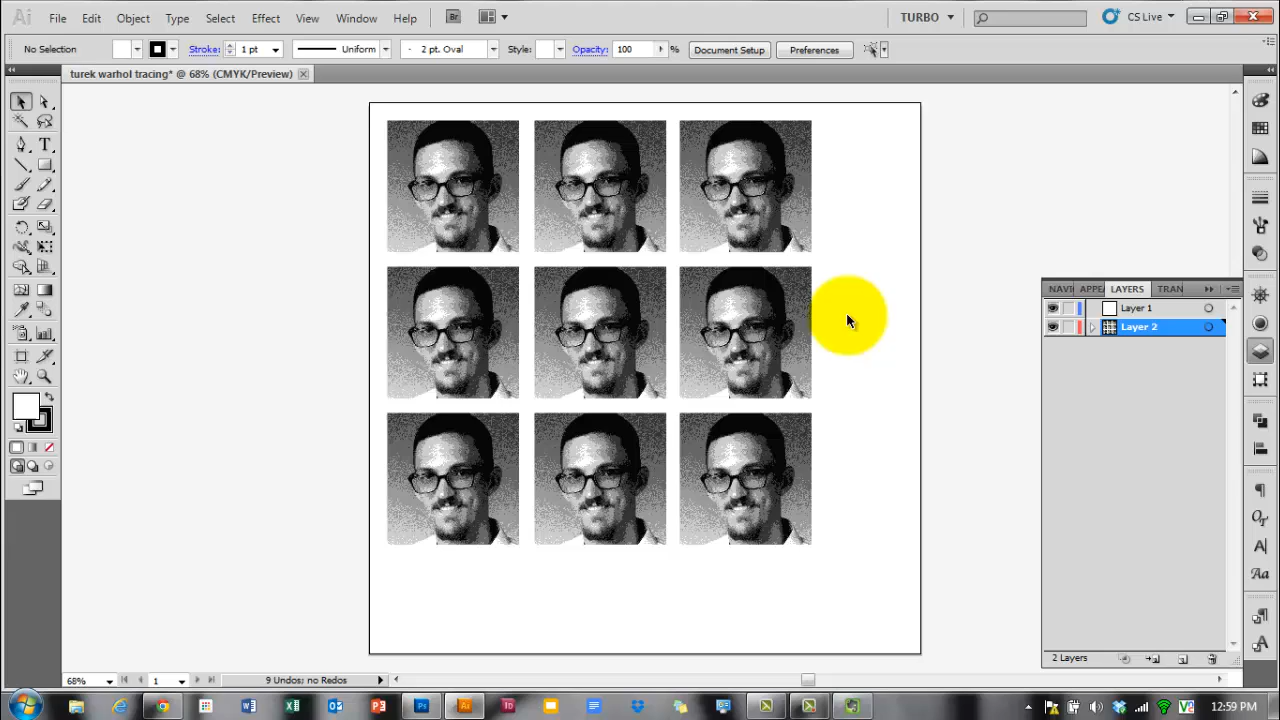 Ai File Edit Object Type Select Effect View Window Help Br TURBO CS Live
No Selection Stroke: 1 pt Uniform 2 pt. Oval Style: Opacity: 100 % Document Setup Preferences
turek warhol tracing* @ 68% (CMYK/Preview)
NAVI APPEA LAYERS TRAN
Layer 1
Layer 2
2 Layers
68% 1 9 Undos; no Redos
12:59 PM